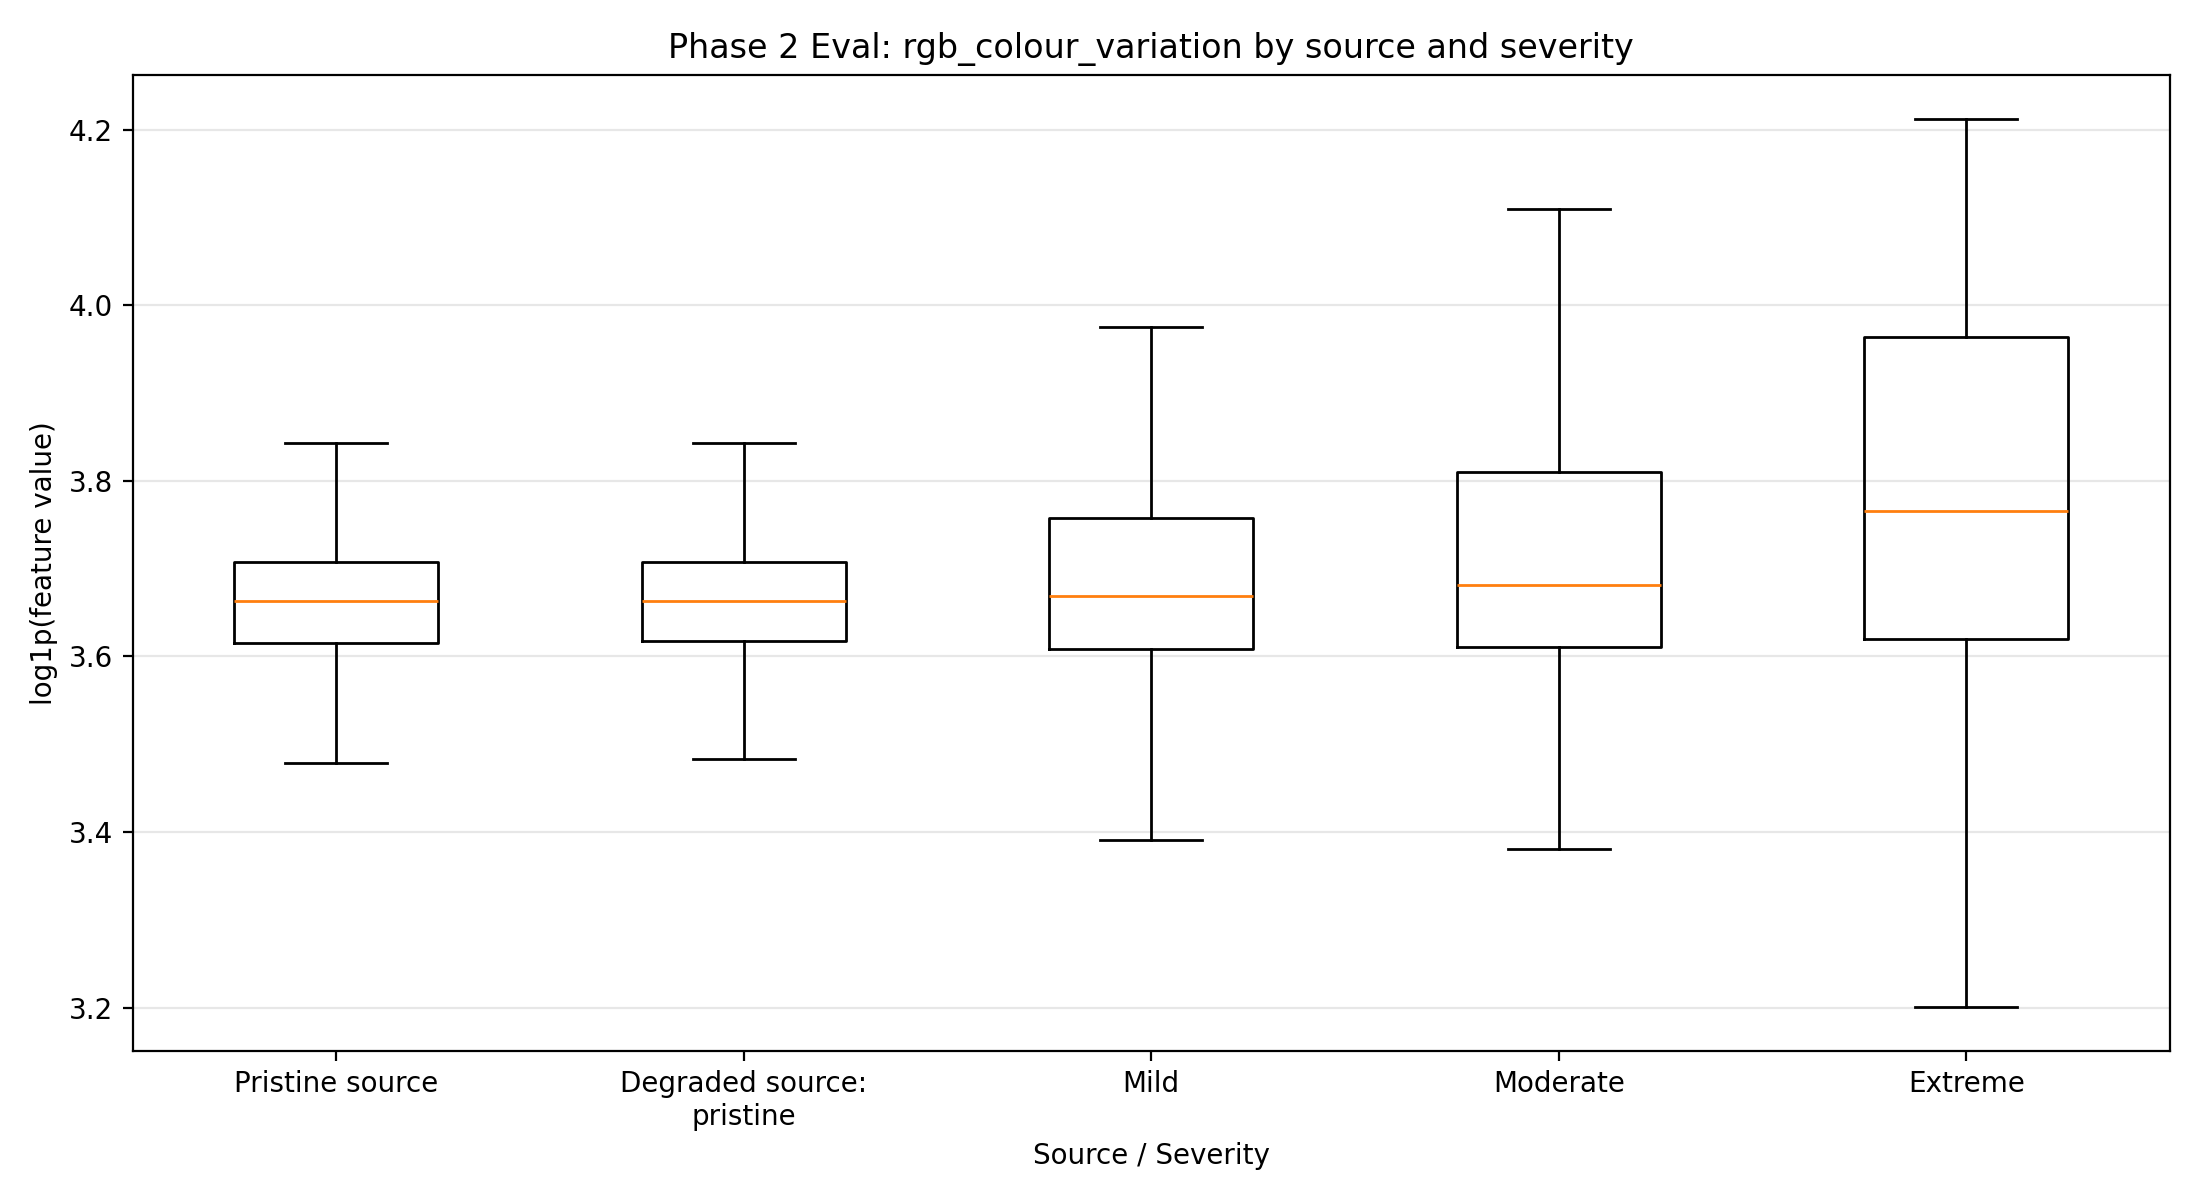 Phase 2 Eval: rgb_colour_variation by source and severity
log1p(feature value)
4.2
4.0
3.8
3.6
3.4
3.2
Pristine source
Degraded source:
pristine
Mild
Moderate
Extreme
Source / Severity